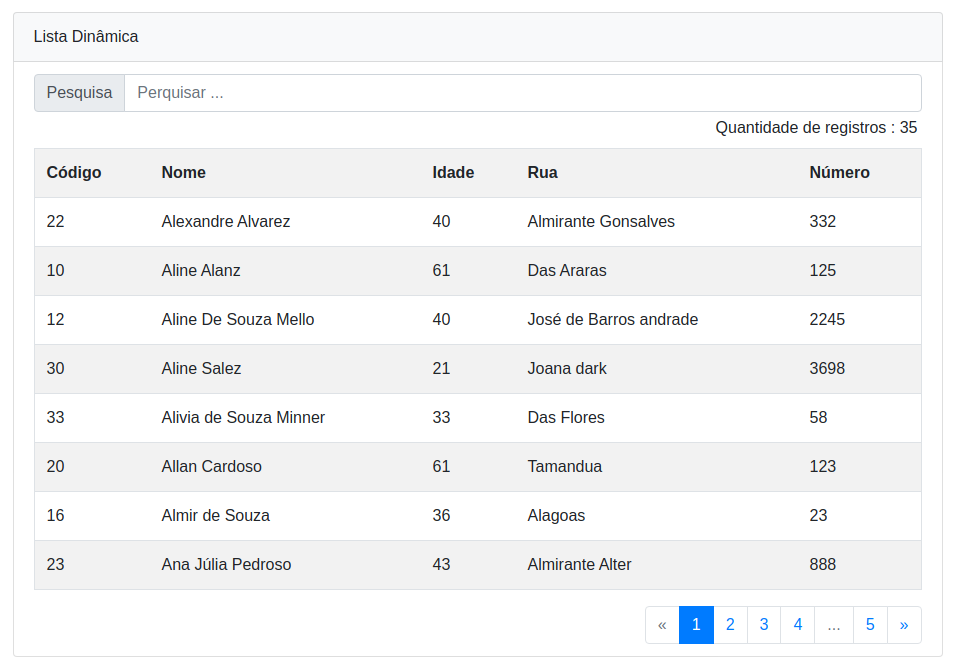 Lista Dinâmica
Pesquisa Perquisar ...
Quantidade de registros : 35
Código Nome Idade Rua Número
22 Alexandre Alvarez 40 Almirante Gonsalves 332
10 Aline Alanz 61 Das Araras 125
12 Aline De Souza Mello 40 José de Barros andrade 2245
30 Aline Salez 21 Joana dark 3698
33 Alivia de Souza Minner 33 Das Flores 58
20 Allan Cardoso 61 Tamandua 123
16 Almir de Souza 36 Alagoas 23
23 Ana Júlia Pedroso 43 Almirante Alter 888
« 1 2 3 4 ... 5 »